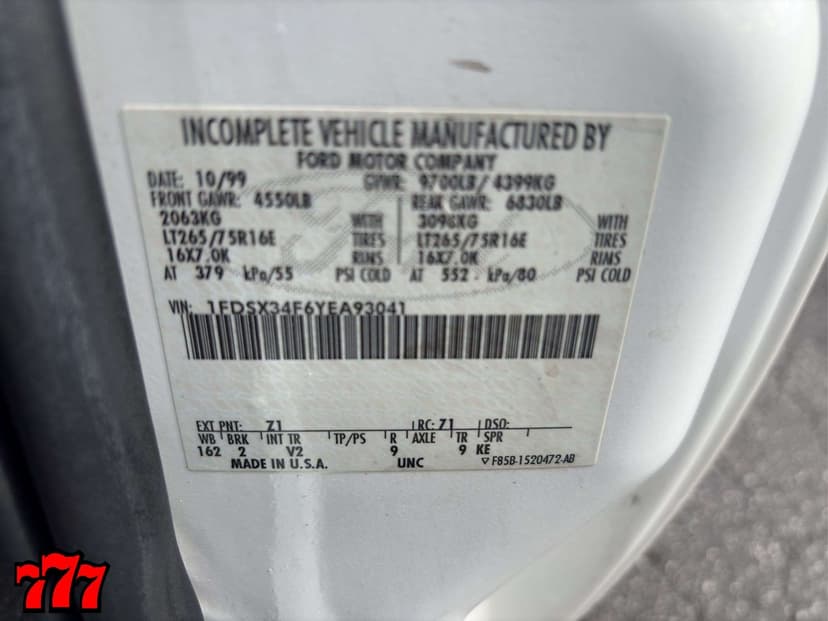 INCOMPLETE VEHICLE MANUFACTURED BY
FORD MOTOR COMPANY
DATE: 10/99 GVWR: 9700LB/ 4399KG
FRONT GAWR: 4550LB REAR GAWR: 6830LB
2063KG WITH 3098KG WITH
LT265/75R16E TIRES LT265/75R16E TIRES
16X7.0K RIMS 16X7.0K RIMS
AT 379 kPa/55 PSI COLD AT 552 kPa/80 PSI COLD
VIN: 1FDSX34F6YEA93041
EXT PNT: Z1 RC: 71 DSO:
WB BRK INT TR TP/PS R AXLE TR SPR
162 2 V2 9 9 KE
MADE IN U.S.A. UNC ▽ F85B-1520472-AB
777